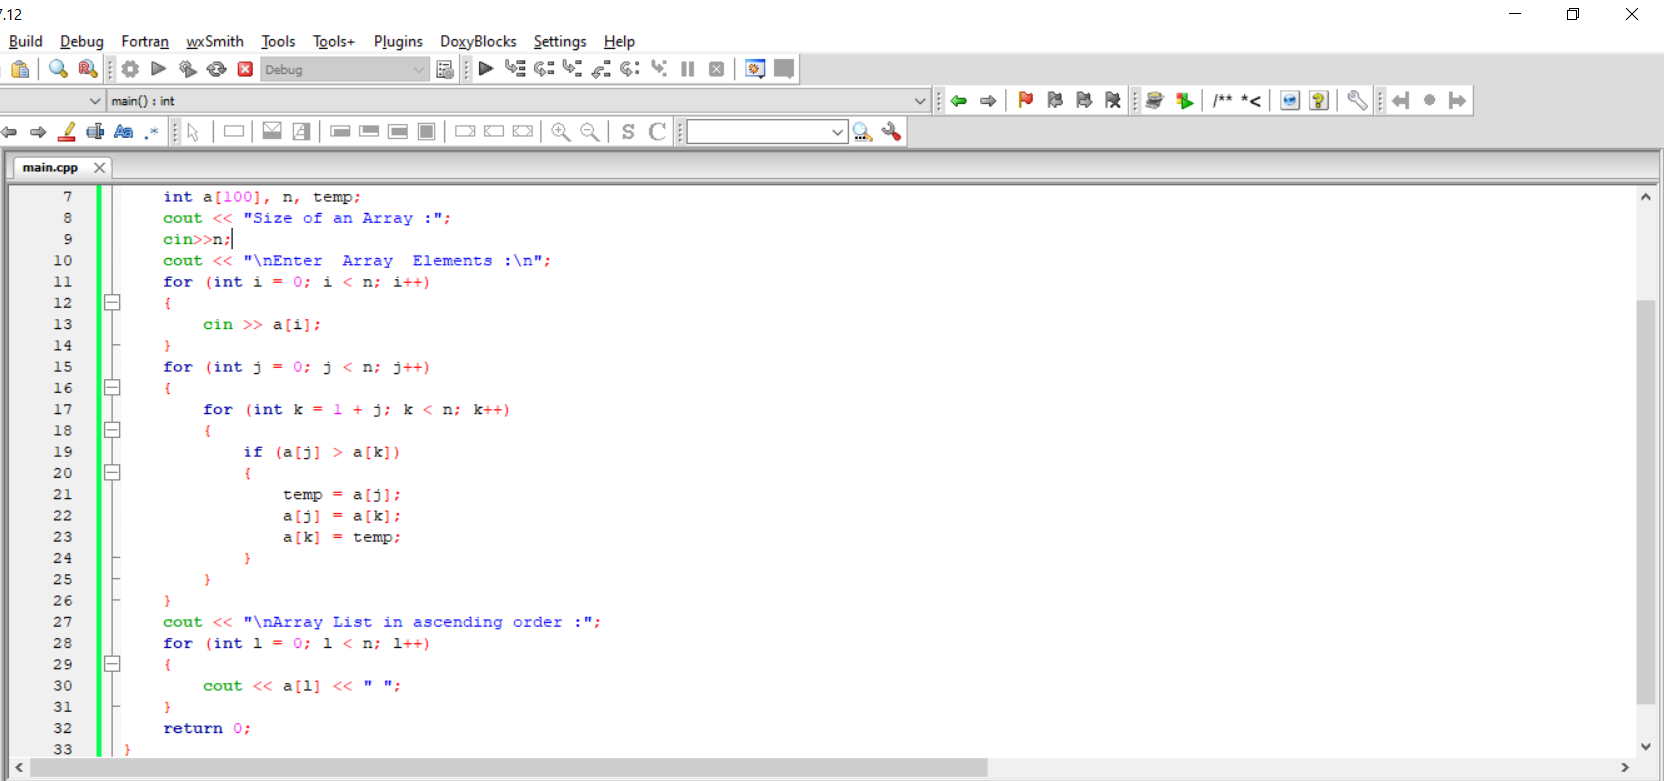 7.12
Build Debug Fortran wxSmith Tools Tools+ Plugins DoxyBlocks Settings Help
Debug
main() : int
/** *<
Aa .*
S C
main.cpp
7 int a[100], n, temp;
8 cout << "Size of an Array :";
9 cin>>n;
10 cout << "\nEnter  Array  Elements :\n";
11 for (int i = 0; i < n; i++)
12 {
13 cin >> a[i];
14 }
15 for (int j = 0; j < n; j++)
16 {
17 for (int k = 1 + j; k < n; k++)
18 {
19 if (a[j] > a[k])
20 {
21 temp = a[j];
22 a[j] = a[k];
23 a[k] = temp;
24 }
25 }
26 }
27 cout << "\nArray List in ascending order :";
28 for (int l = 0; l < n; l++)
29 {
30 cout << a[l] << " ";
31 }
32 return 0;
33 }